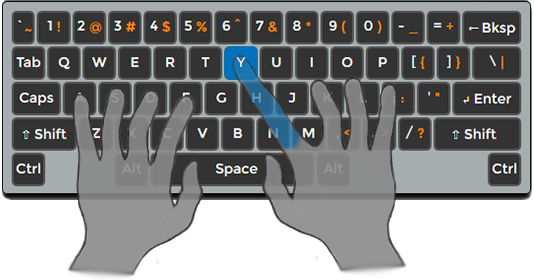 ` ~ 1 ! 2 @ 3 # 4 $ 5 % 6 ^ 7 & 8 * 9 ( 0 ) - _ = + ← Bksp
Tab Q W E R T Y U I O P [ { ] } \ |
Caps A S D F G H J K L : ' " ↵ Enter
⇧ Shift Z X C V B N M < > / ? ⇧ Shift
Ctrl Alt Space Alt Ctrl